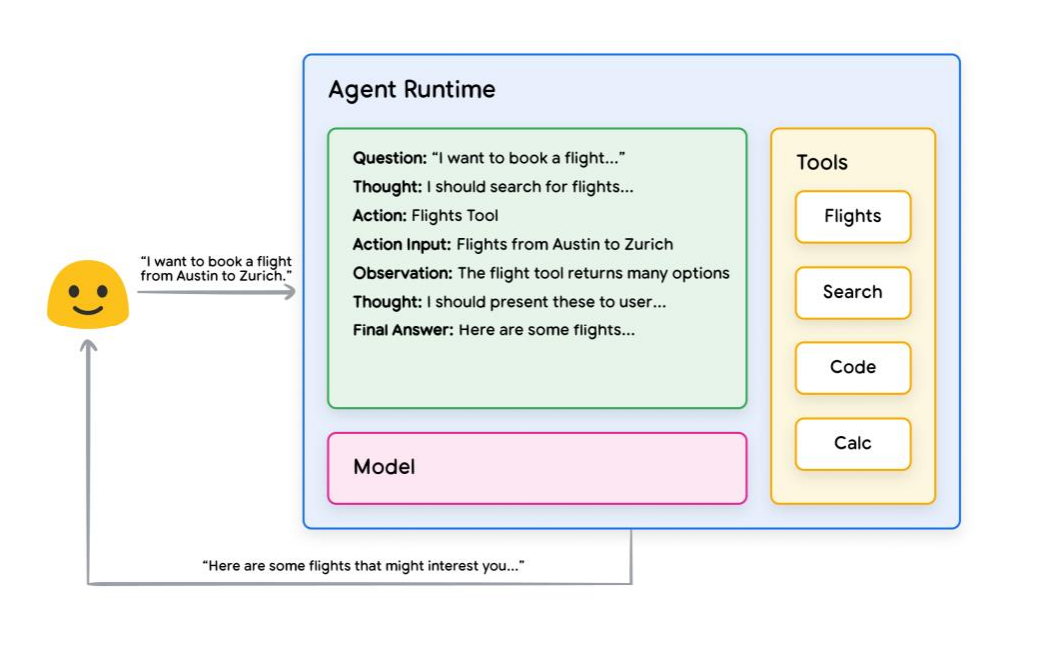 Agent Runtime
Question: “I want to book a flight...”
Thought: I should search for flights...
Action: Flights Tool
Action Input: Flights from Austin to Zurich
Observation: The flight tool returns many options
Thought: I should present these to user...
Final Answer: Here are some flights...
Model
Tools
Flights
Search
Code
Calc
“I want to book a flight
from Austin to Zurich.”
“Here are some flights that might interest you...”